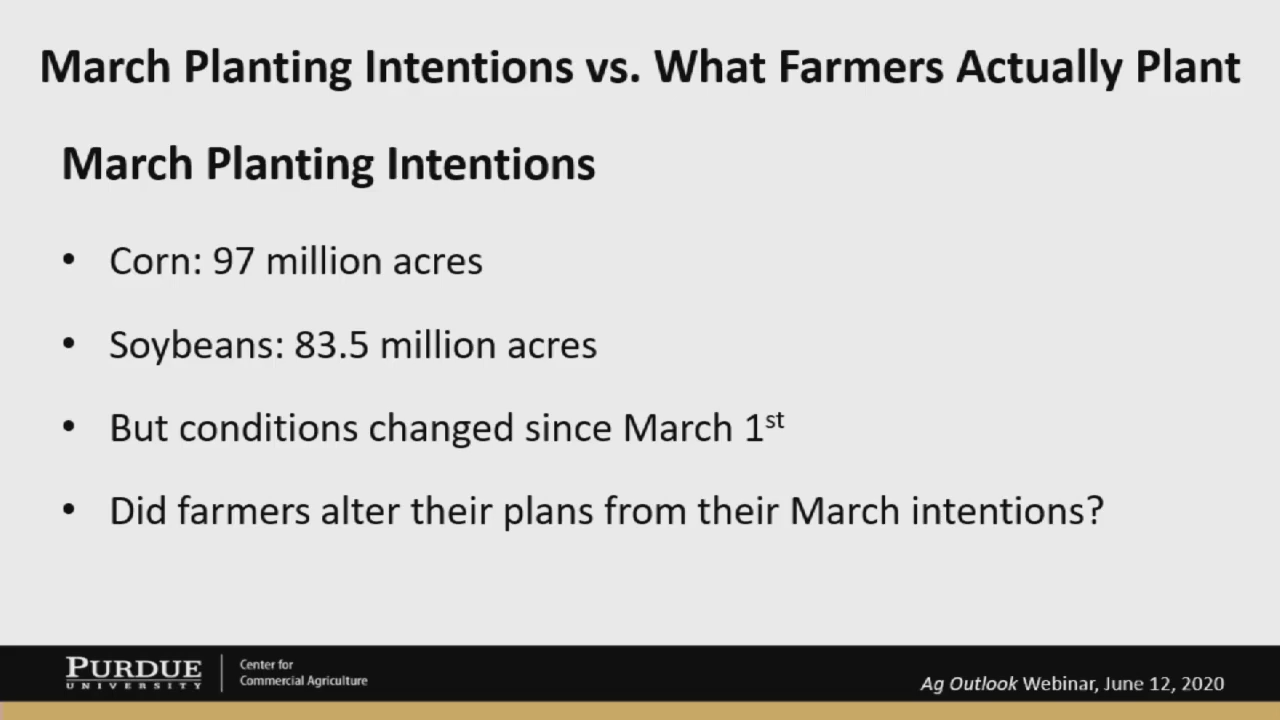 March Planting Intentions vs. What Farmers Actually Plant
March Planting Intentions
• Corn: 97 million acres
• Soybeans: 83.5 million acres
• But conditions changed since March 1st
• Did farmers alter their plans from their March intentions?
PURDUE
UNIVERSITY
Center for
Commercial Agriculture
Ag Outlook Webinar, June 12, 2020